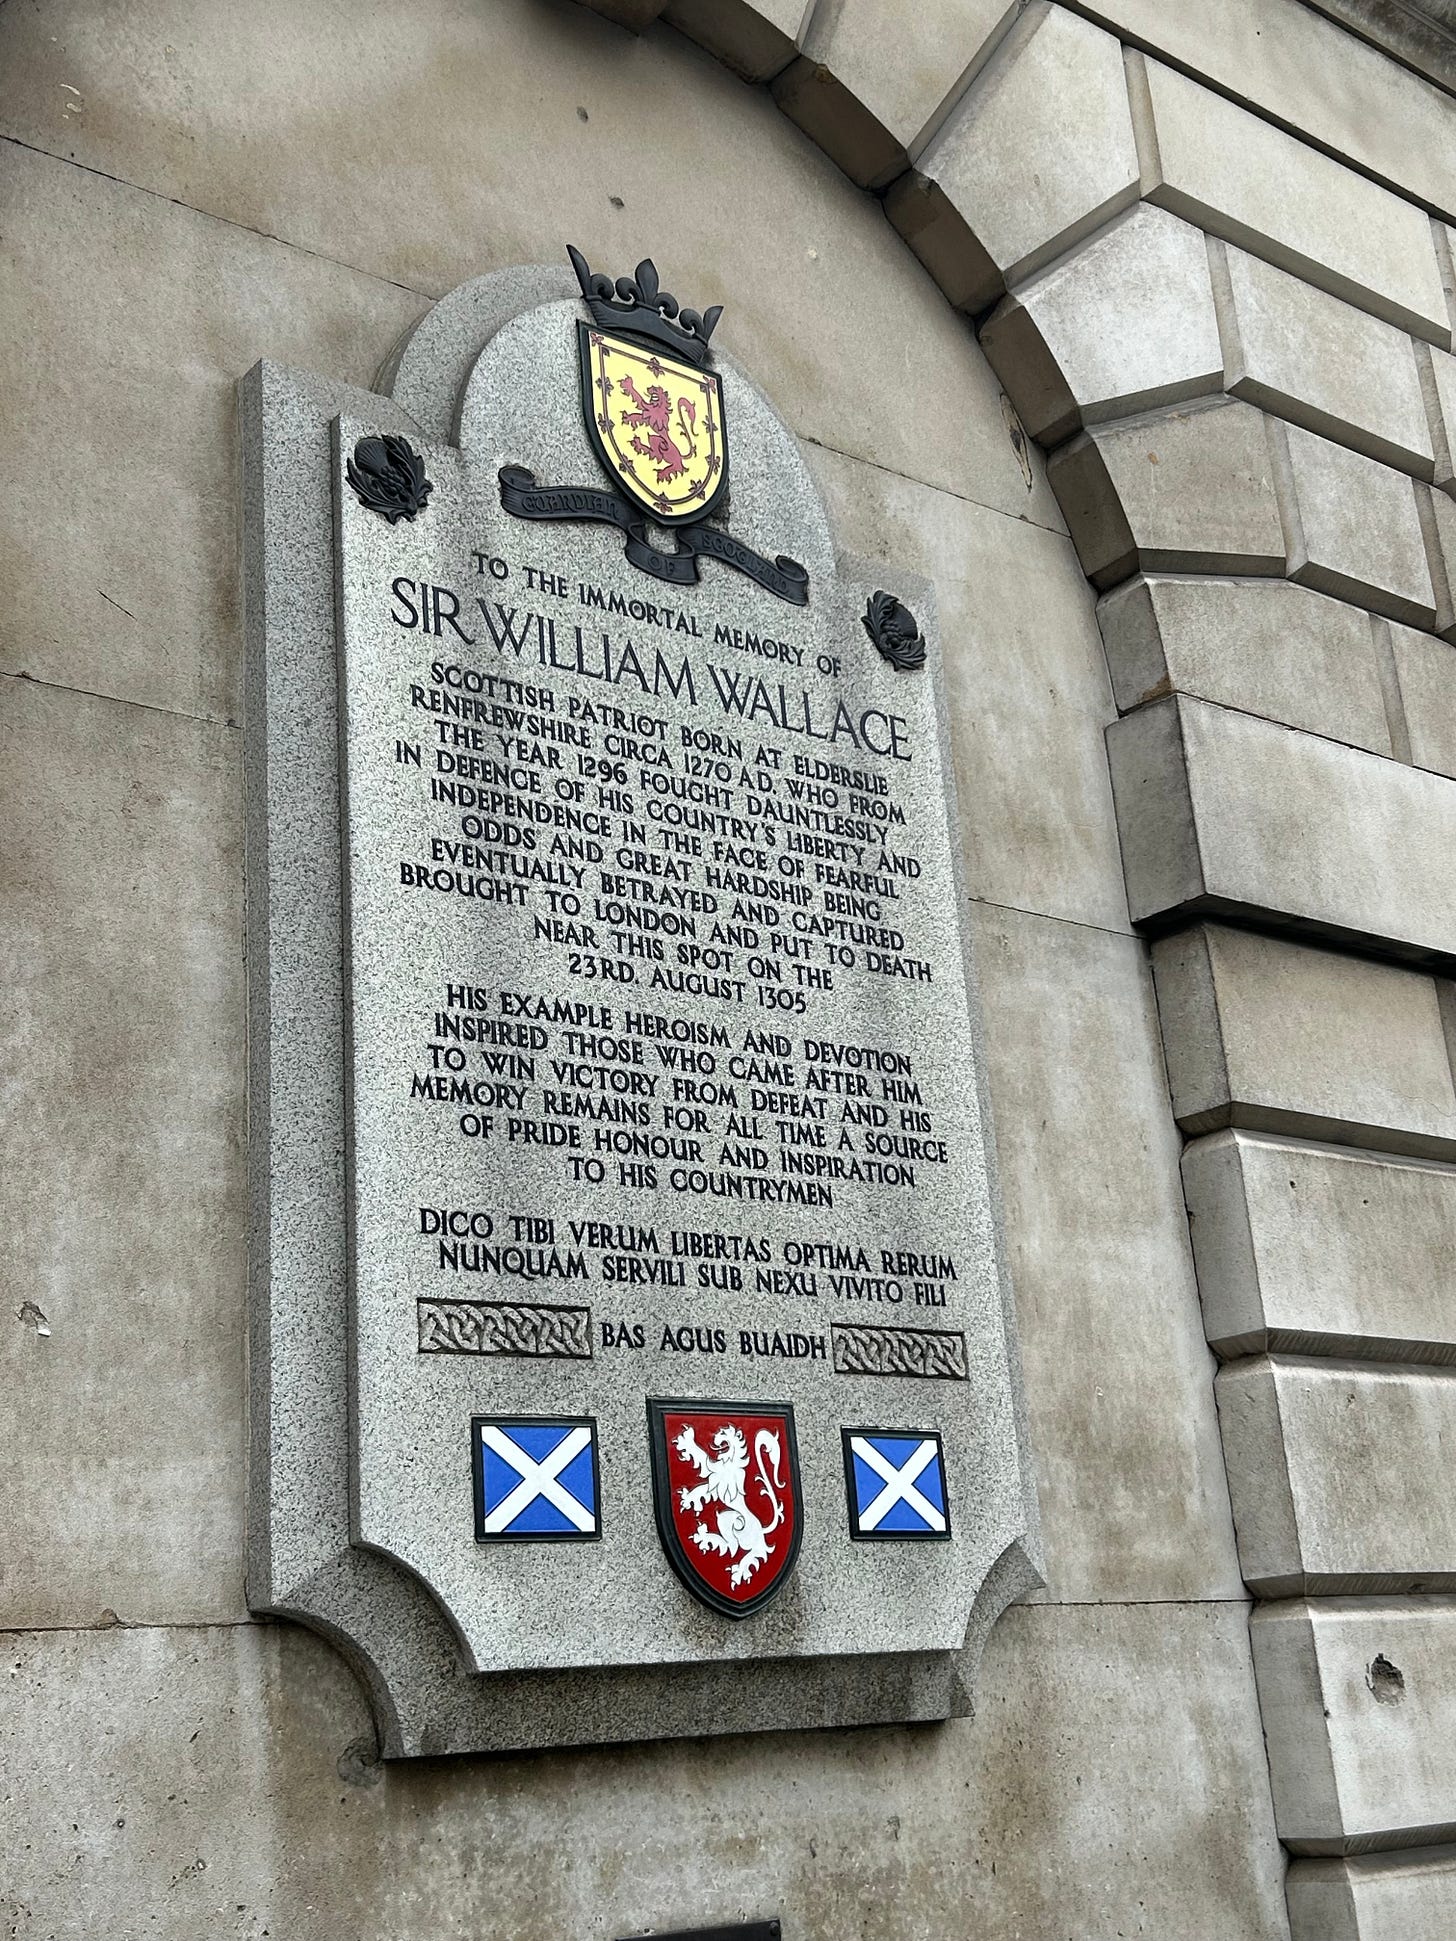 GUARDIAN OF SCOTLAND
TO THE IMMORTAL MEMORY OF
SIR WILLIAM WALLACE
SCOTTISH PATRIOT BORN AT ELDERSLIE
RENFREWSHIRE CIRCA 1270 A.D. WHO FROM
THE YEAR 1296 FOUGHT DAUNTLESSLY
IN DEFENCE OF HIS COUNTRY'S LIBERTY AND
INDEPENDENCE IN THE FACE OF FEARFUL
ODDS AND GREAT HARDSHIP BEING
EVENTUALLY BETRAYED AND CAPTURED
BROUGHT TO LONDON AND PUT TO DEATH
NEAR THIS SPOT ON THE
23RD. AUGUST 1305
HIS EXAMPLE HEROISM AND DEVOTION
INSPIRED THOSE WHO CAME AFTER HIM
TO WIN VICTORY FROM DEFEAT AND HIS
MEMORY REMAINS FOR ALL TIME A SOURCE
OF PRIDE HONOUR AND INSPIRATION
TO HIS COUNTRYMEN
DICO TIBI VERUM LIBERTAS OPTIMA RERUM
NUNQUAM SERVILI SUB NEXU VIVITO FILI
BAS AGUS BUAIDH